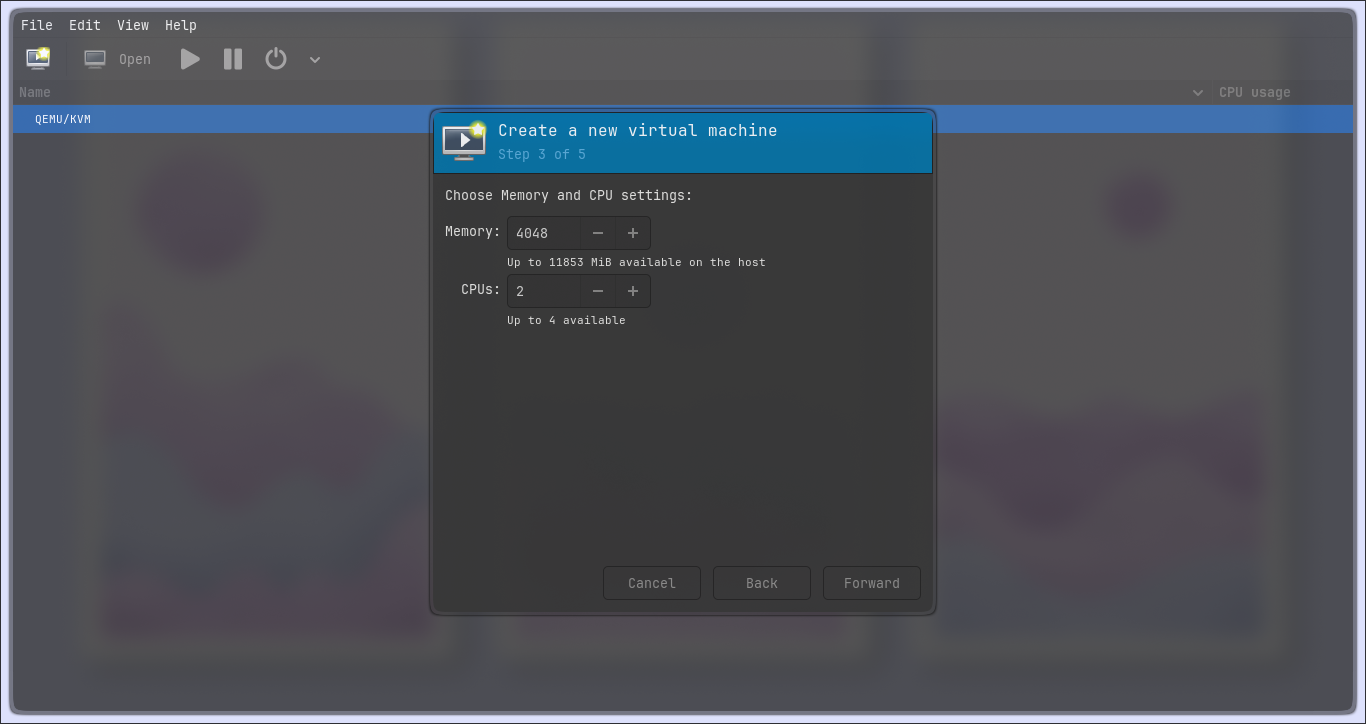 File Edit View Help
Open
Name CPU usage
QEMU/KVM
Create a new virtual machine
Step 3 of 5
Choose Memory and CPU settings:
Memory: 4048
Up to 11853 MiB available on the host
CPUs: 2
Up to 4 available
Cancel Back Forward